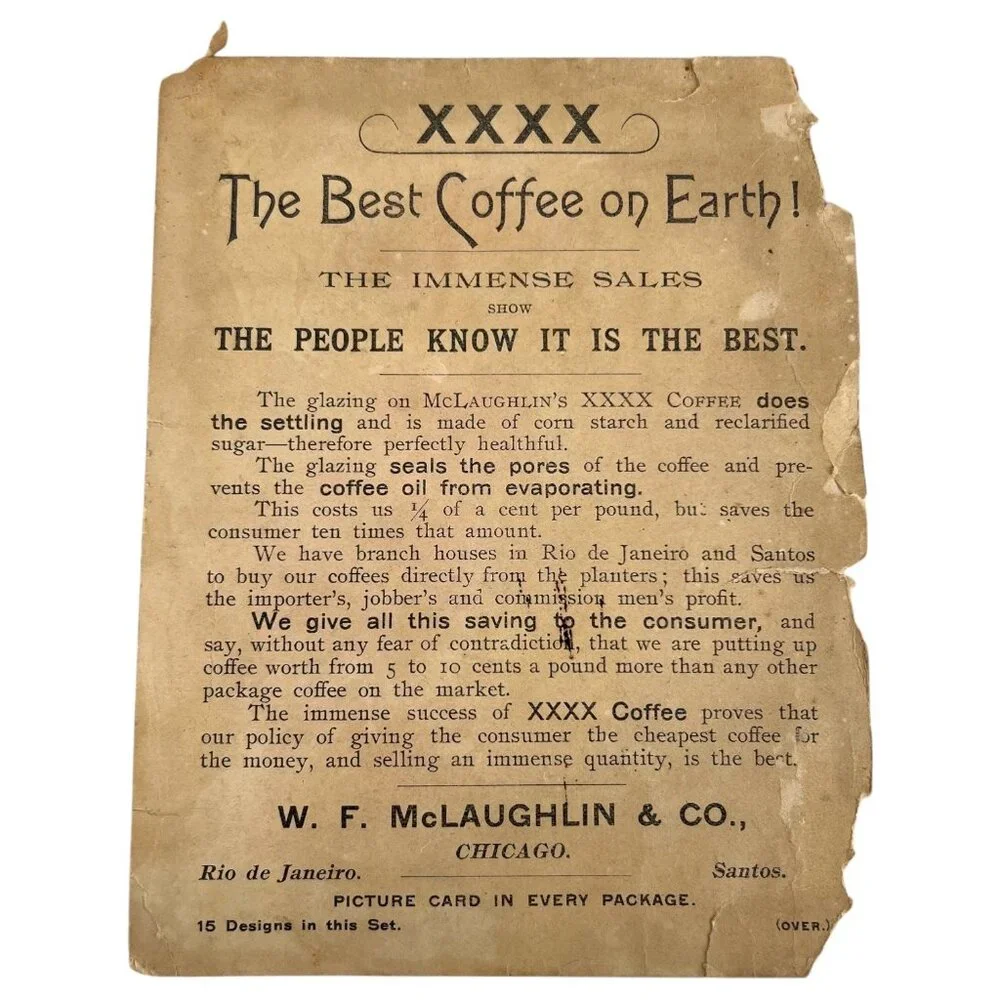 XXXX
The Best Coffee on Earth!
THE IMMENSE SALES
SHOW
THE PEOPLE KNOW IT IS THE BEST.
The glazing on McLaughlin's XXXX Coffee does
the settling and is made of corn starch and reclarified
sugar—therefore perfectly healthful.
The glazing seals the pores of the coffee and pre-
vents the coffee oil from evaporating.
This costs us ¼ of a cent per pound, but saves the
consumer ten times that amount.
We have branch houses in Rio de Janeiro and Santos
to buy our coffees directly from the planters; this saves us
the importer's, jobber's and commission men's profit.
We give all this saving to the consumer, and
say, without any fear of contradiction, that we are putting up
coffee worth from 5 to 10 cents a pound more than any other
package coffee on the market.
The immense success of XXXX Coffee proves that
our policy of giving the consumer the cheapest coffee for
the money, and selling an immense quantity, is the best.
W. F. McLAUGHLIN & CO.,
CHICAGO.
Rio de Janeiro. Santos.
PICTURE CARD IN EVERY PACKAGE.
15 Designs in this Set. (OVER.)